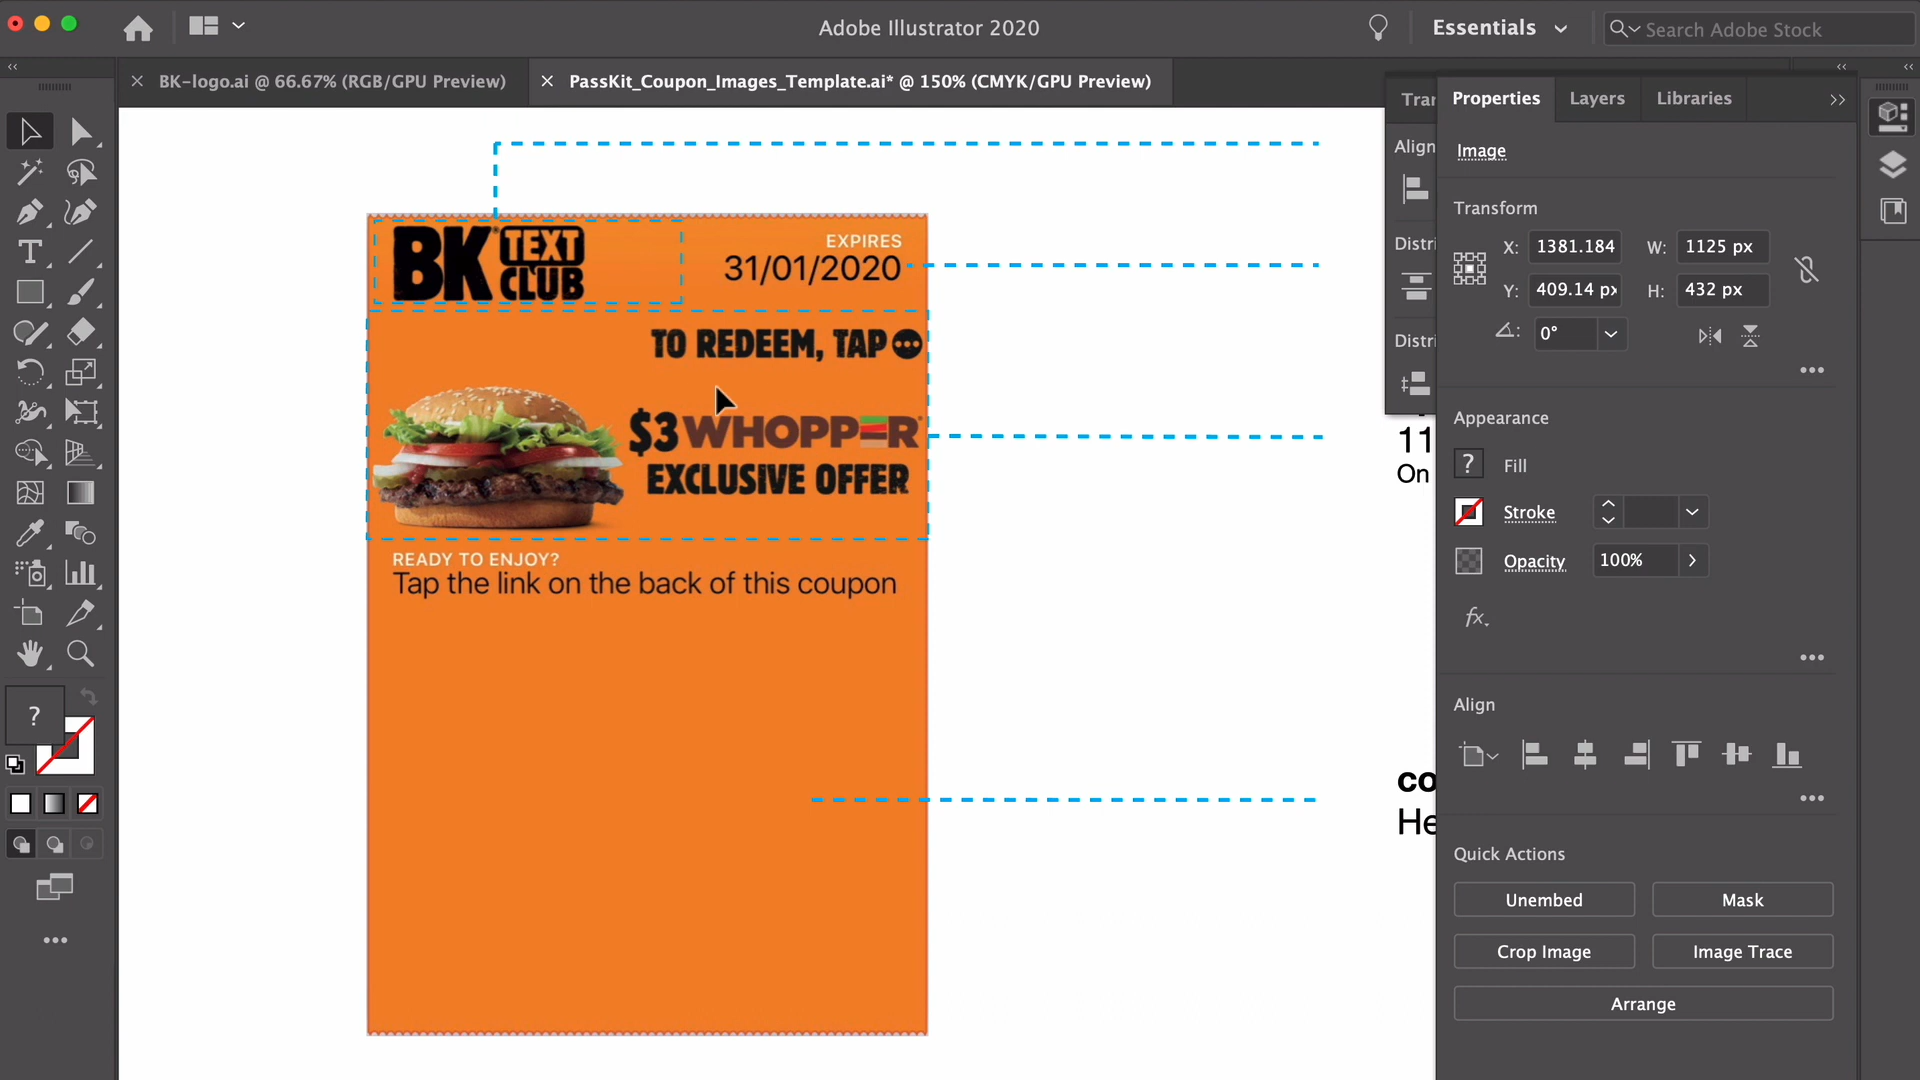 Adobe Illustrator 2020
Essentials
Search Adobe Stock
BK-logo.ai @ 66.67% (RGB/GPU Preview)
PassKit_Coupon_Images_Template.ai* @ 150% (CMYK/GPU Preview)
Tran
Properties
Layers
Libraries
Align
Distri
Distri
Image
Transform
X:
1381.184
W:
1125 px
Y:
409.14 px
H:
432 px
0°
Appearance
?
Fill
Stroke
Opacity
100%
fx
Align
Quick Actions
Unembed
Mask
Crop Image
Image Trace
Arrange
BK® TEXT CLUB
EXPIRES
31/01/2020
TO REDEEM, TAP
$3 WHOPPER®
EXCLUSIVE OFFER
READY TO ENJOY?
Tap the link on the back of this coupon
11
On
co
He
?
T